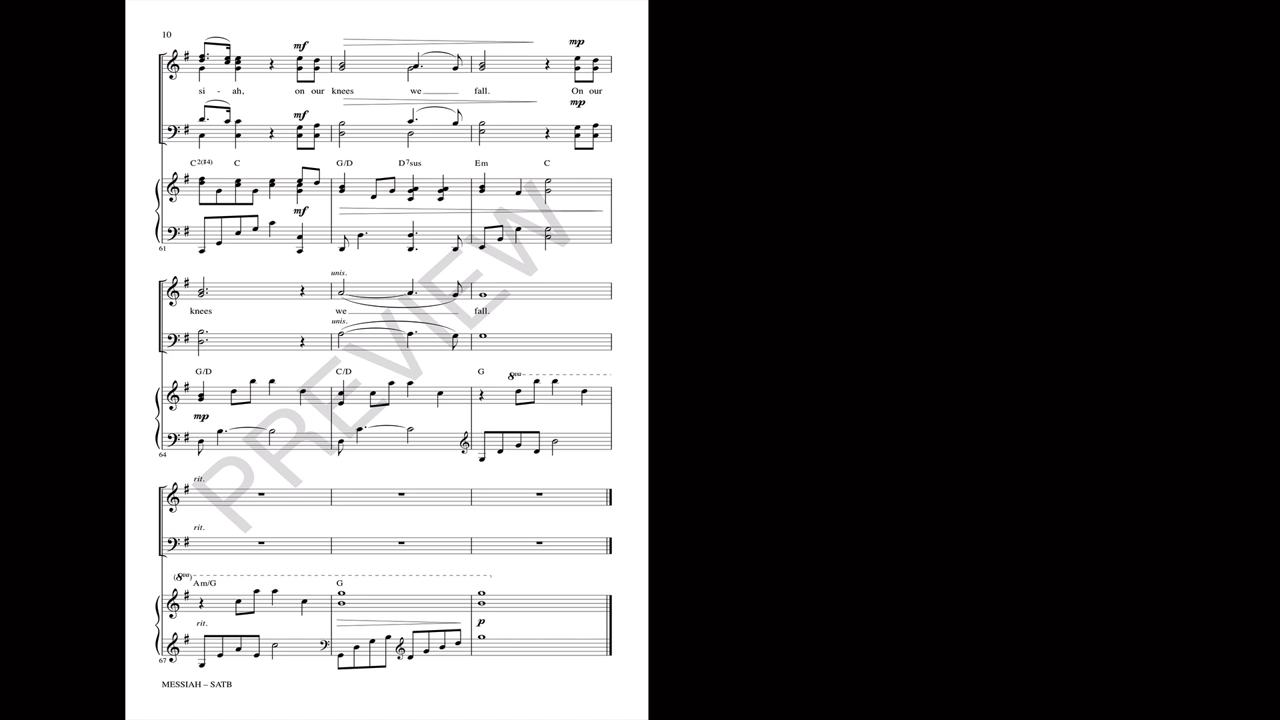 10
mf
mp
si - ah, on our knees we fall. On our
mf
mp
C2(#4) C G/D D7sus Em C
mf
61
unis.
knees we fall.
unis.
G/D C/D G
8va
mp
64
rit.
rit.
(8va)
Am/G G
rit.
p
67
MESSIAH – SATB
PREVIEW